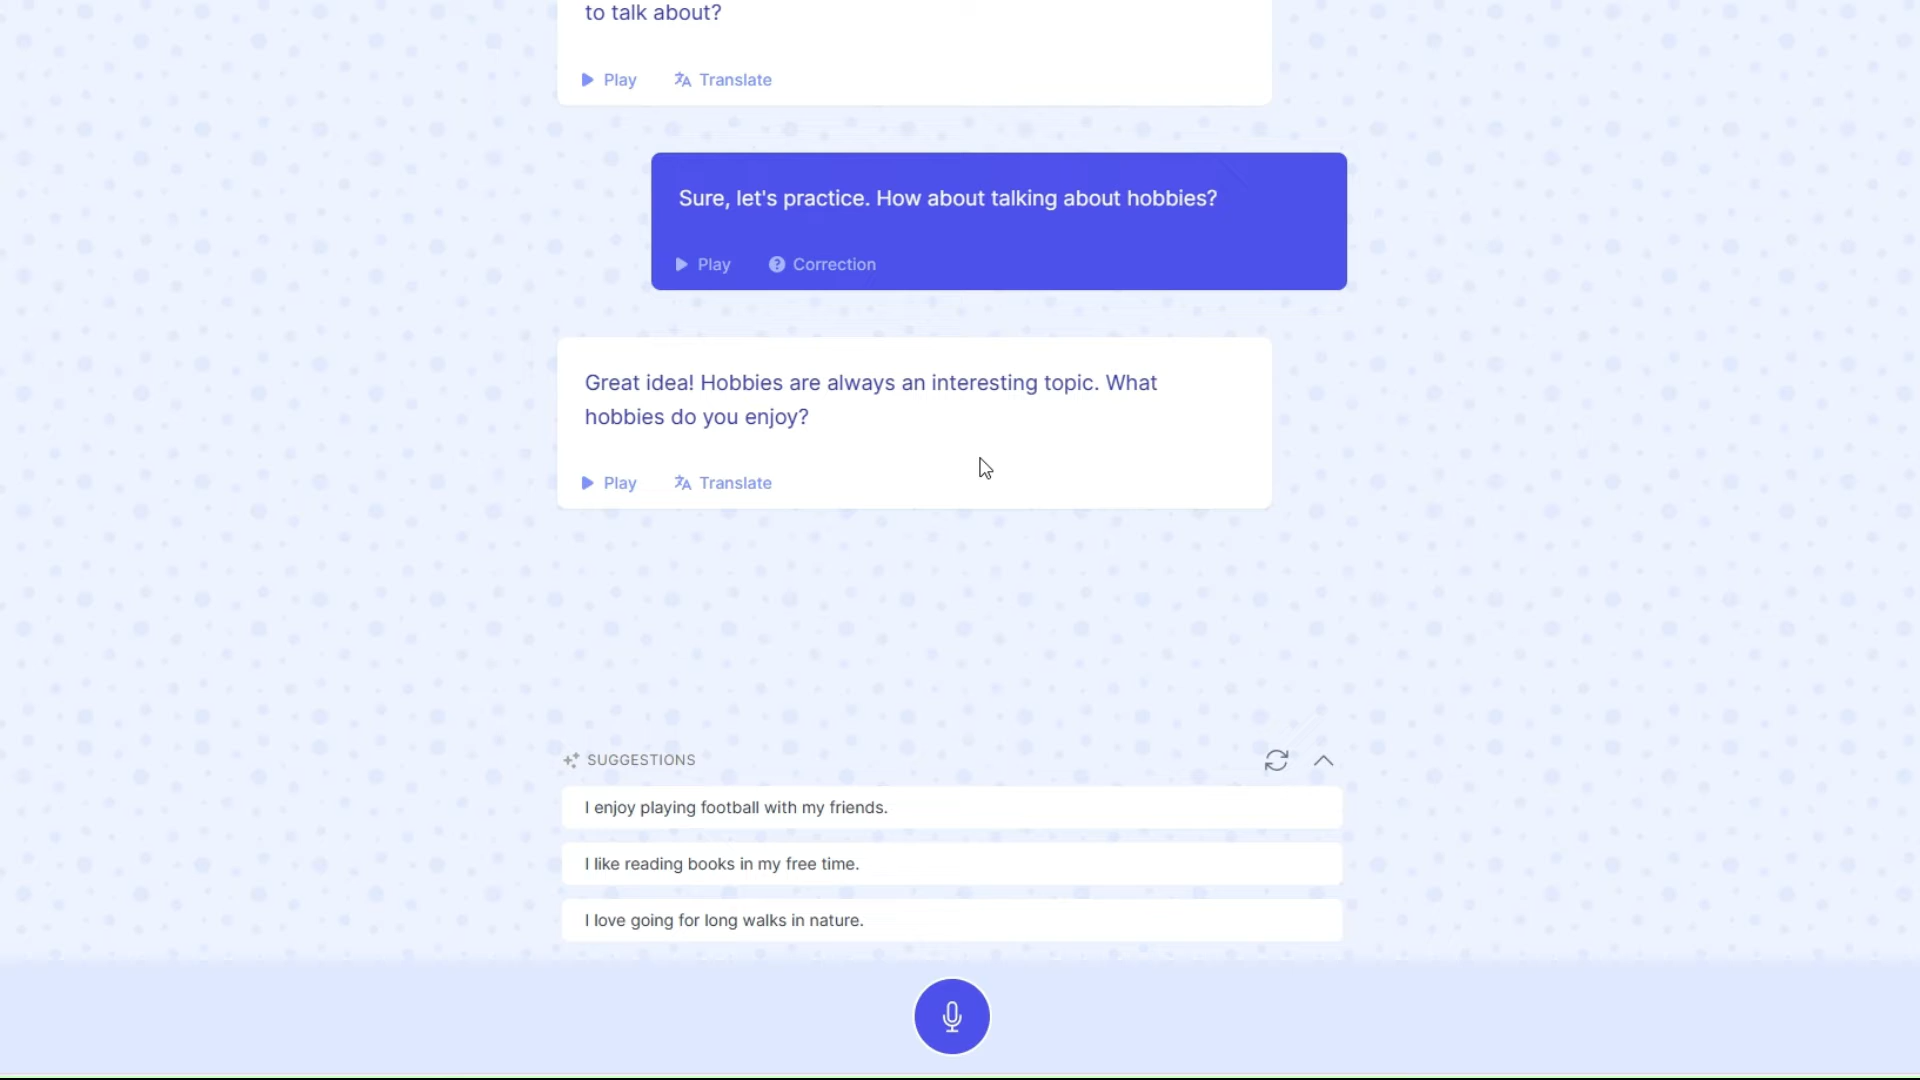 to talk about?
Play Translate
Sure, let's practice. How about talking about hobbies?
Play Correction
Great idea! Hobbies are always an interesting topic. What
hobbies do you enjoy?
Play Translate
SUGGESTIONS
I enjoy playing football with my friends.
I like reading books in my free time.
I love going for long walks in nature.